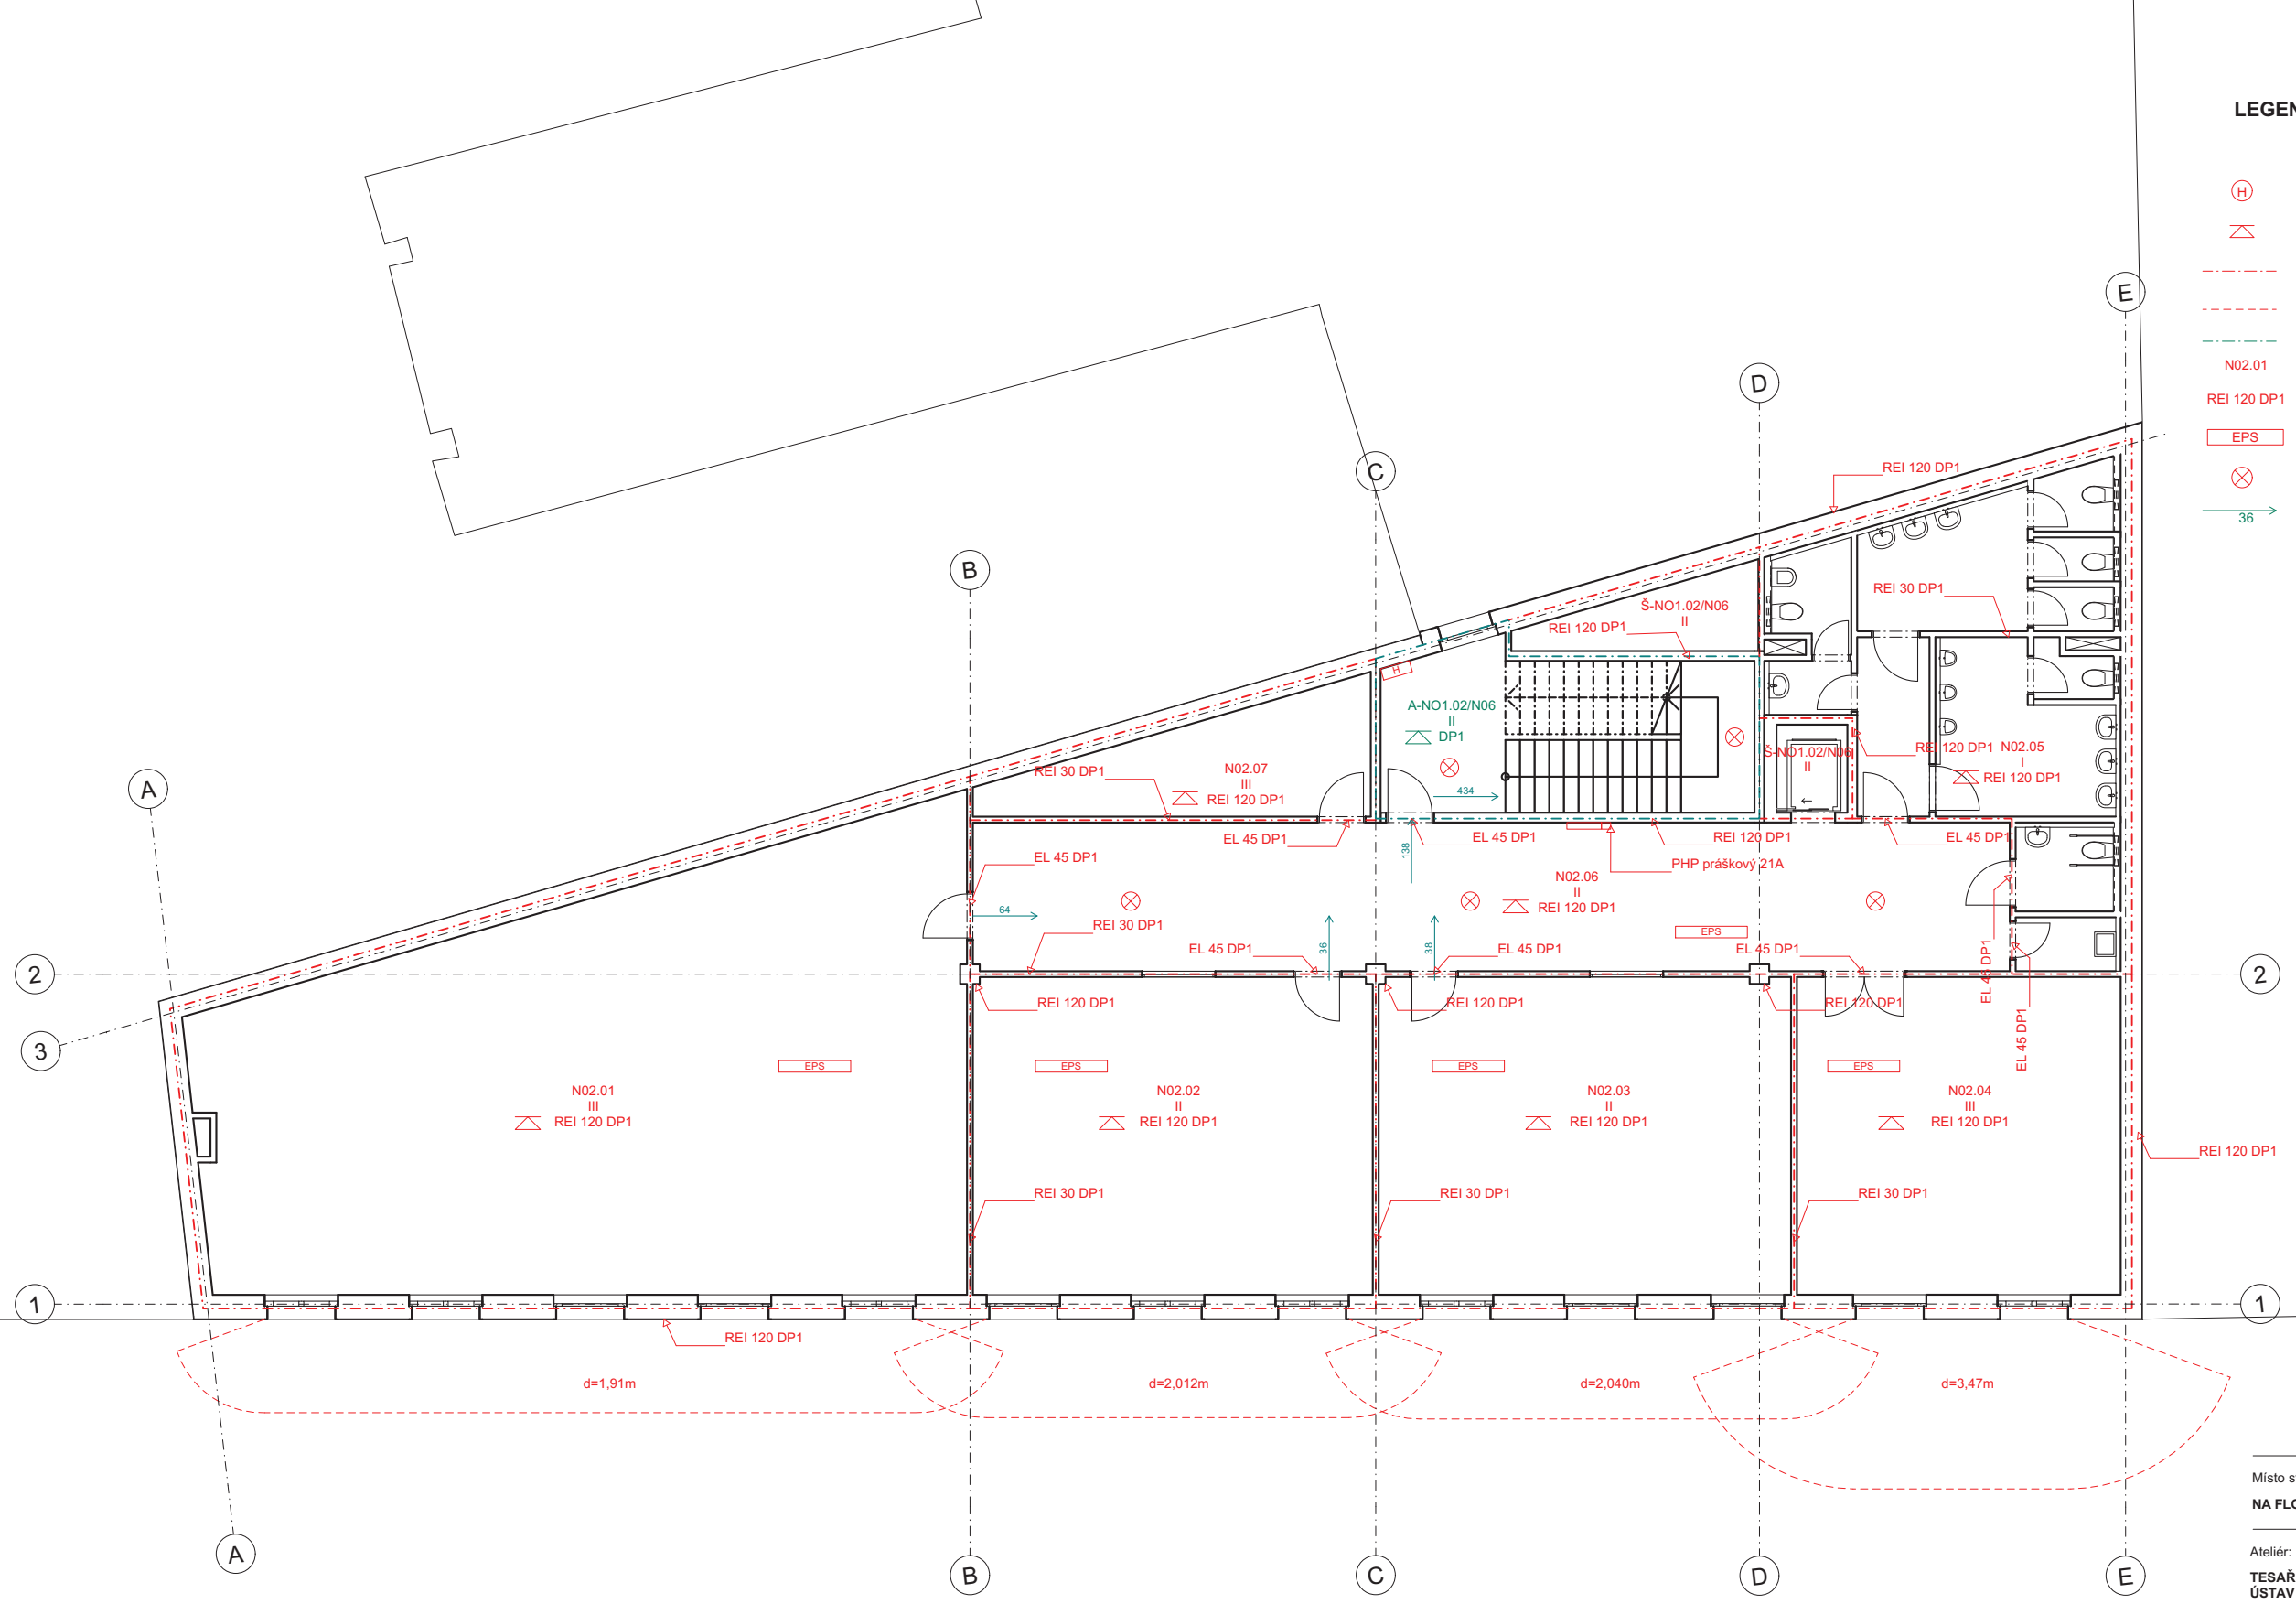 LEGEN
H
N02.01
REI 120 DP1
EPS
36
E
D
C
B
A
REI 120 DP1
REI 30 DP1
Š-NO1.02/N06
II
REI 120 DP1
H
A-NO1.02/N06
II
DP1
434
138
Š-NO1.02/N06
II
REI 120 DP1
N02.05
I
REI 120 DP1
REI 30 DP1
N02.07
III
REI 120 DP1
EL 45 DP1
EL 45 DP1
REI 120 DP1
EL 45 DP1
PHP práškový 21A
EL 45 DP1
N02.06
II
REI 120 DP1
64
REI 30 DP1
EPS
EL 45 DP1
36
38
EL 45 DP1
EL 45 DP1
EL 45 DP1
EL 45 DP1
2
2
3
REI 120 DP1
REI 120 DP1
REI 120 DP1
EPS
EPS
EPS
EPS
N02.01
III
REI 120 DP1
N02.02
II
REI 120 DP1
N02.03
II
REI 120 DP1
N02.04
III
REI 120 DP1
REI 120 DP1
REI 30 DP1
REI 30 DP1
REI 30 DP1
1
1
REI 120 DP1
d=1,91m
d=2,012m
d=2,040m
d=3,47m
A
B
C
D
E
Místo s
NA FLO
Ateliér:
TESAŘ
ÚSTAV